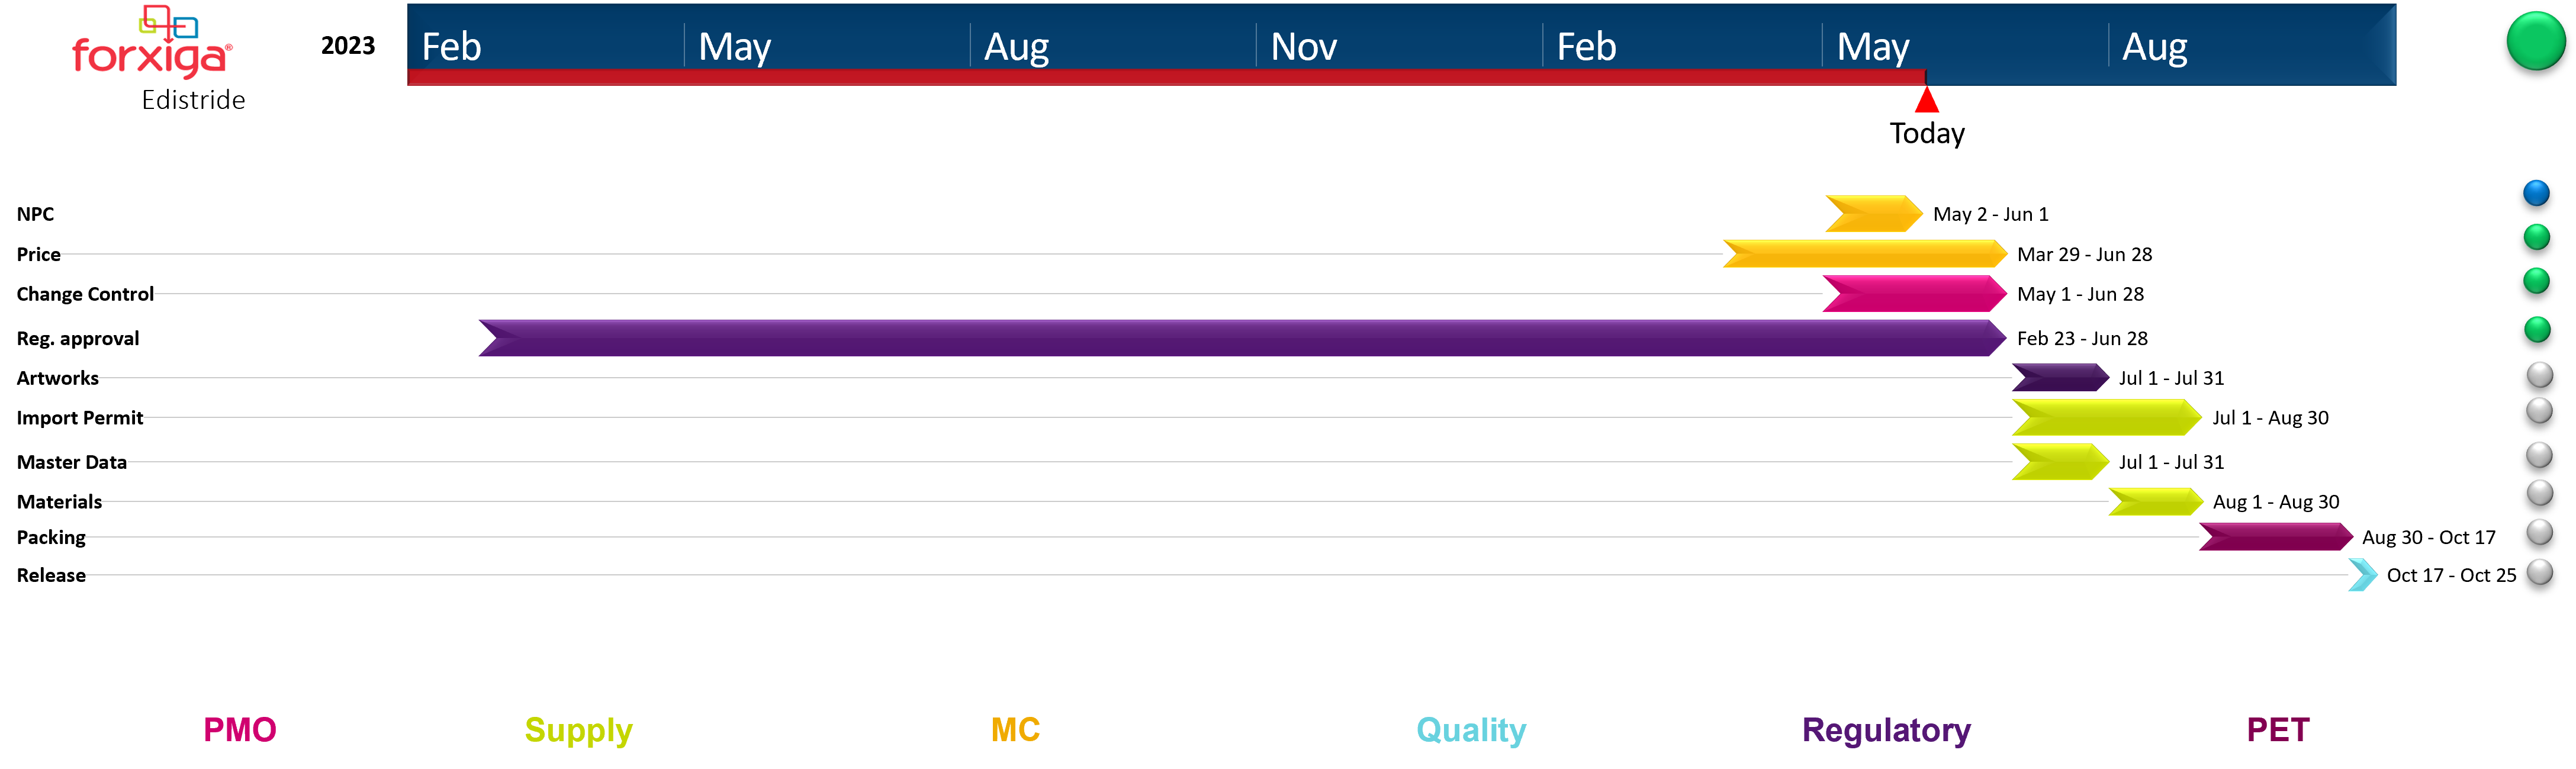 forxiga®
Edistride
2023
Feb May Aug Nov Feb May Aug
Today
NPC May 2 - Jun 1
Price Mar 29 - Jun 28
Change Control May 1 - Jun 28
Reg. approval Feb 23 - Jun 28
Artworks Jul 1 - Jul 31
Import Permit Jul 1 - Aug 30
Master Data Jul 1 - Jul 31
Materials Aug 1 - Aug 30
Packing Aug 30 - Oct 17
Release Oct 17 - Oct 25
PMO Supply MC Quality Regulatory PET